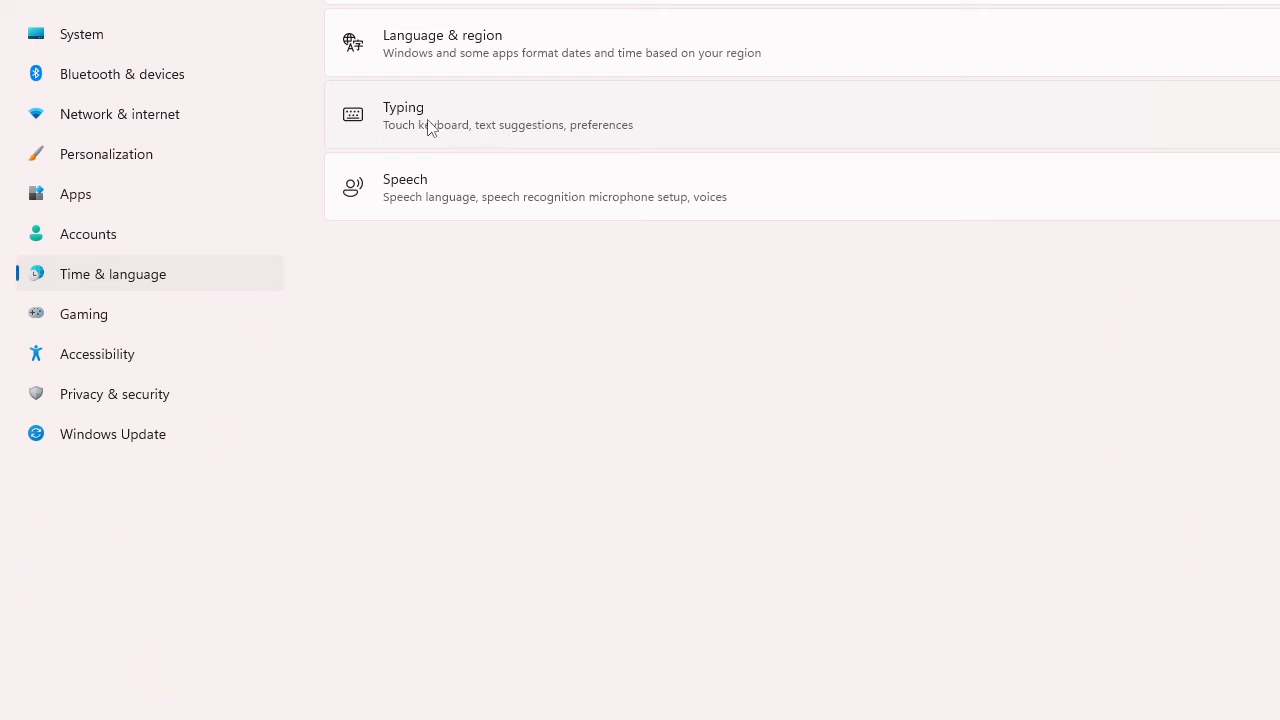 System
Bluetooth & devices
Network & internet
Personalization
Apps
Accounts
Time & language
Gaming
Accessibility
Privacy & security
Windows Update
Language & region
Windows and some apps format dates and time based on your region
Typing
Touch keyboard, text suggestions, preferences
Speech
Speech language, speech recognition microphone setup, voices